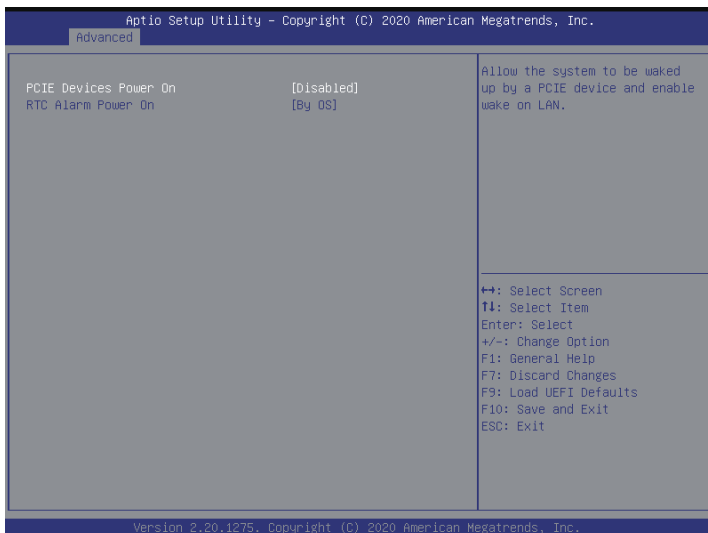 Aptio Setup Utility – Copyright (C) 2020 American Megatrends, Inc.
Advanced
PCIE Devices Power On [Disabled]
RTC Alarm Power On [By OS]
Allow the system to be waked
up by a PCIE device and enable
wake on LAN.
↔: Select Screen
↑↓: Select Item
Enter: Select
+/-: Change Option
F1: General Help
F7: Discard Changes
F9: Load UEFI Defaults
F10: Save and Exit
ESC: Exit
Version 2.20.1275. Copyright (C) 2020 American Megatrends, Inc.